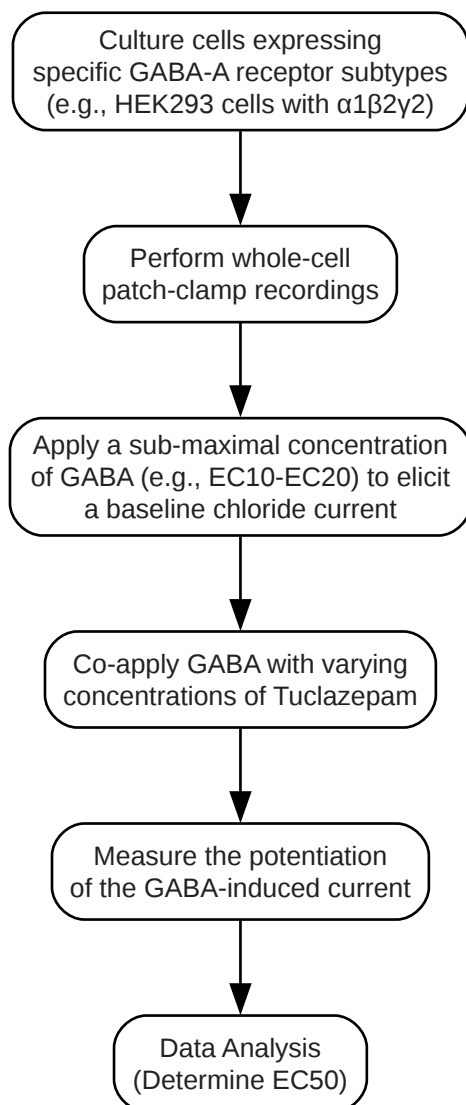 Culture cells expressing
specific GABA-A receptor subtypes
(e.g., HEK293 cells with α1β2γ2)
Perform whole-cell
patch-clamp recordings
Apply a sub-maximal concentration
of GABA (e.g., EC10-EC20) to elicit
a baseline chloride current
Co-apply GABA with varying
concentrations of Tuclazepam
Measure the potentiation
of the GABA-induced current
Data Analysis
(Determine EC50)